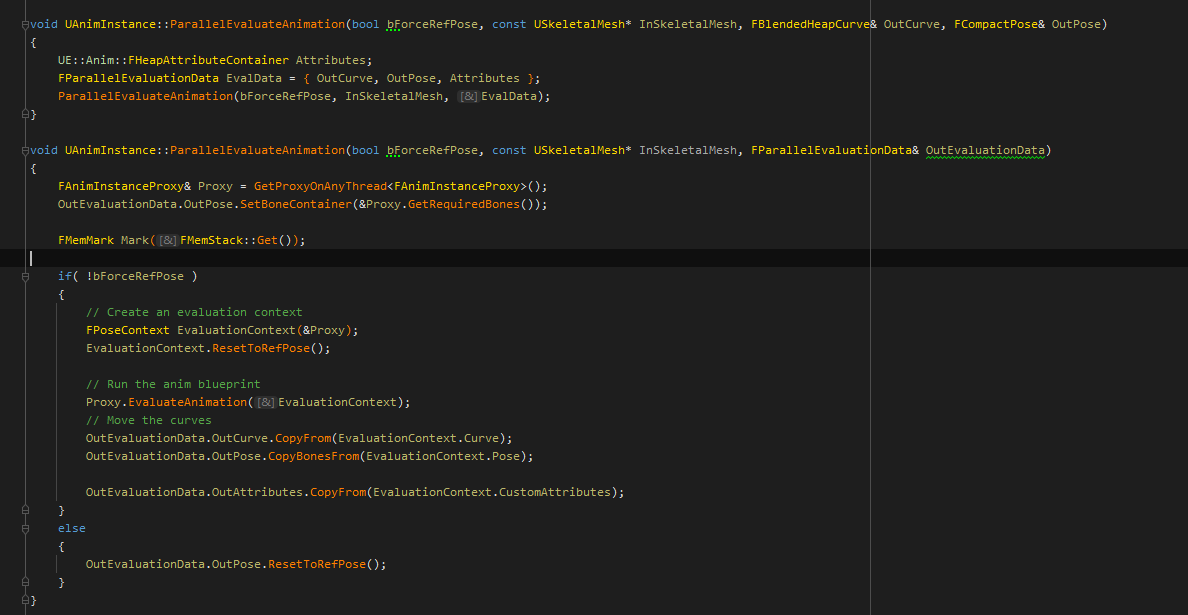 void UAnimInstance::ParallelEvaluateAnimation(bool bForceRefPose, const USkeletalMesh* InSkeletalMesh, FBlendedHeapCurve& OutCurve, FCompactPose& OutPose)
{
    UE::Anim::FHeapAttributeContainer Attributes;
    FParallelEvaluationData EvalData = { OutCurve, OutPose, Attributes };
    ParallelEvaluateAnimation(bForceRefPose, InSkeletalMesh, [&]EvalData);
}

void UAnimInstance::ParallelEvaluateAnimation(bool bForceRefPose, const USkeletalMesh* InSkeletalMesh, FParallelEvaluationData& OutEvaluationData)
{
    FAnimInstanceProxy& Proxy = GetProxyOnAnyThread<FAnimInstanceProxy>();
    OutEvaluationData.OutPose.SetBoneContainer(&Proxy.GetRequiredBones());

    FMemMark Mark([&]FMemStack::Get());

    if( !bForceRefPose )
    {
        // Create an evaluation context
        FPoseContext EvaluationContext(&Proxy);
        EvaluationContext.ResetToRefPose();

        // Run the anim blueprint
        Proxy.EvaluateAnimation([&]EvaluationContext);
        // Move the curves
        OutEvaluationData.OutCurve.CopyFrom(EvaluationContext.Curve);
        OutEvaluationData.OutPose.CopyBonesFrom(EvaluationContext.Pose);

        OutEvaluationData.OutAttributes.CopyFrom(EvaluationContext.CustomAttributes);
    }
    else
    {
        OutEvaluationData.OutPose.ResetToRefPose();
    }
}